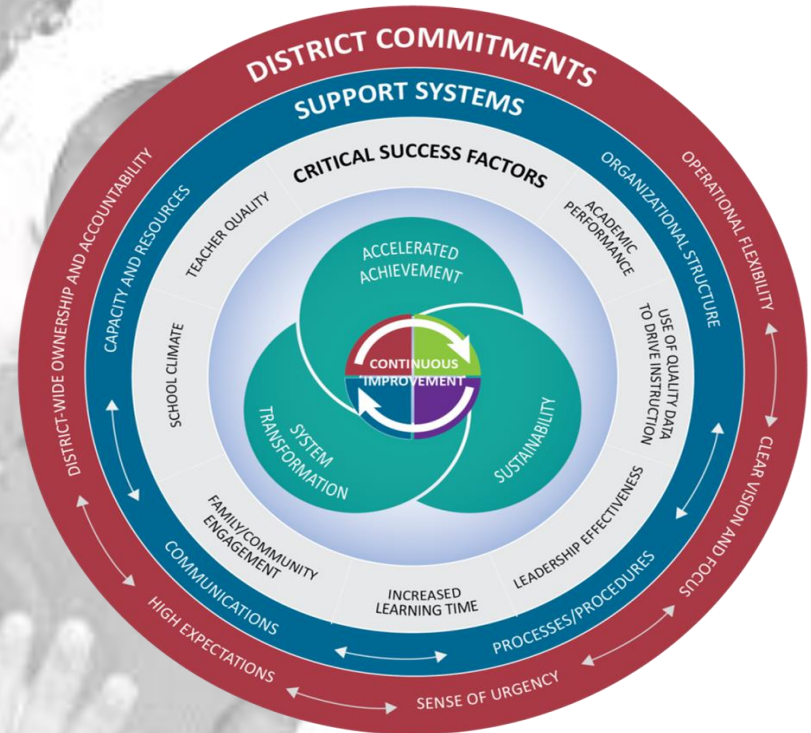 DISTRICT COMMITMENTS
OPERATIONAL FLEXIBILITY
CLEAR VISION AND FOCUS
SENSE OF URGENCY
HIGH EXPECTATIONS
DISTRICT-WIDE OWNERSHIP AND ACCOUNTABILITY
SUPPORT SYSTEMS
ORGANIZATIONAL STRUCTURE
PROCESSES/PROCEDURES
COMMUNICATIONS
CAPACITY AND RESOURCES
CRITICAL SUCCESS FACTORS
ACADEMIC
PERFORMANCE
USE OF QUALITY DATA
TO DRIVE INSTRUCTION
LEADERSHIP EFFECTIVENESS
INCREASED
LEARNING TIME
FAMILY/COMMUNITY
ENGAGEMENT
SCHOOL CLIMATE
TEACHER QUALITY
ACCELERATED
ACHIEVEMENT
SUSTAINABILITY
SYSTEM
TRANSFORMATION
CONTINUOUS
IMPROVEMENT